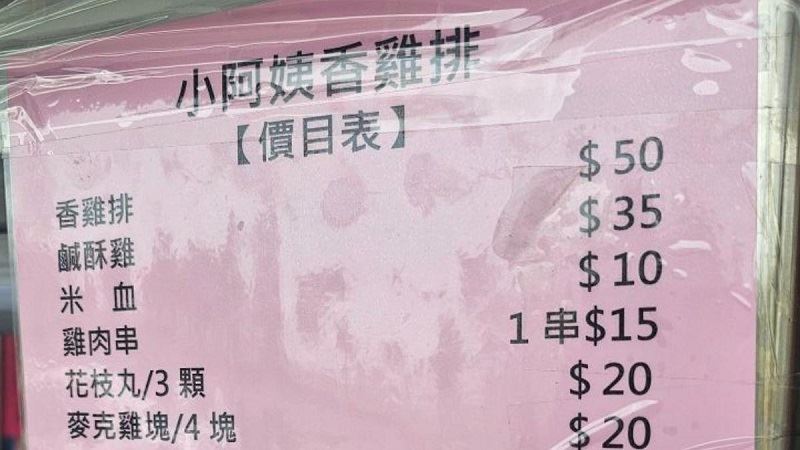 小阿姨香雞排
【價目表】
香雞排 $50
鹹酥雞 $35
米 血 $10
雞肉串 1串$15
花枝丸/3顆 $20
麥克雞塊/4塊 $20